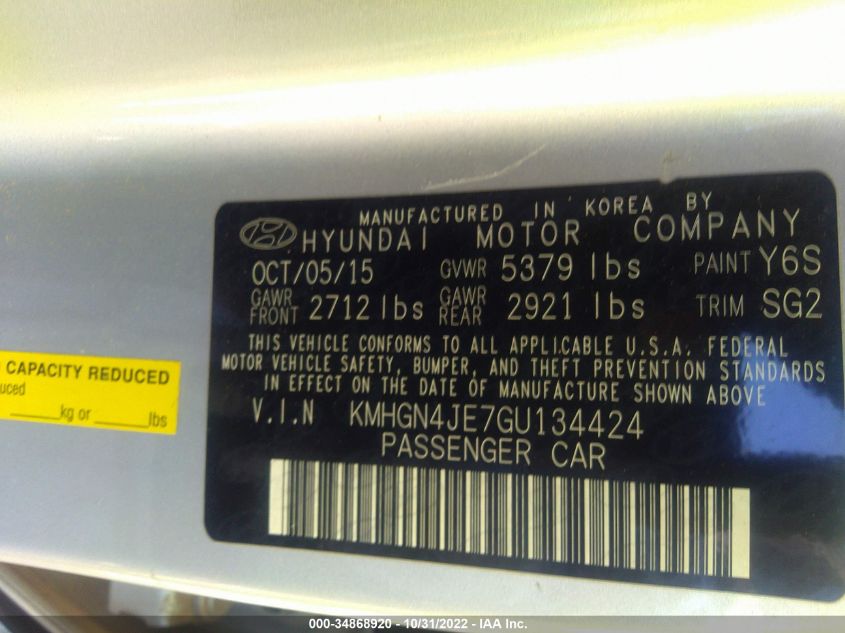 MANUFACTURED IN KOREA BY
HYUNDAI MOTOR COMPANY
OCT/05/15 GVWR 5379 lbs PAINT Y6S
GAWR FRONT 2712 lbs GAWR REAR 2921 lbs TRIM SG2
THIS VEHICLE CONFORMS TO ALL APPLICABLE U.S.A. FEDERAL
MOTOR VEHICLE SAFETY, BUMPER, AND THEFT PREVENTION STANDARDS
IN EFFECT ON THE DATE OF MANUFACTURE SHOWN ABOVE
V.I.N KMHGN4JE7GU134424
PASSENGER CAR
CAPACITY REDUCED
kg or lbs
000-34868920 - 10/31/2022 - IAA Inc.